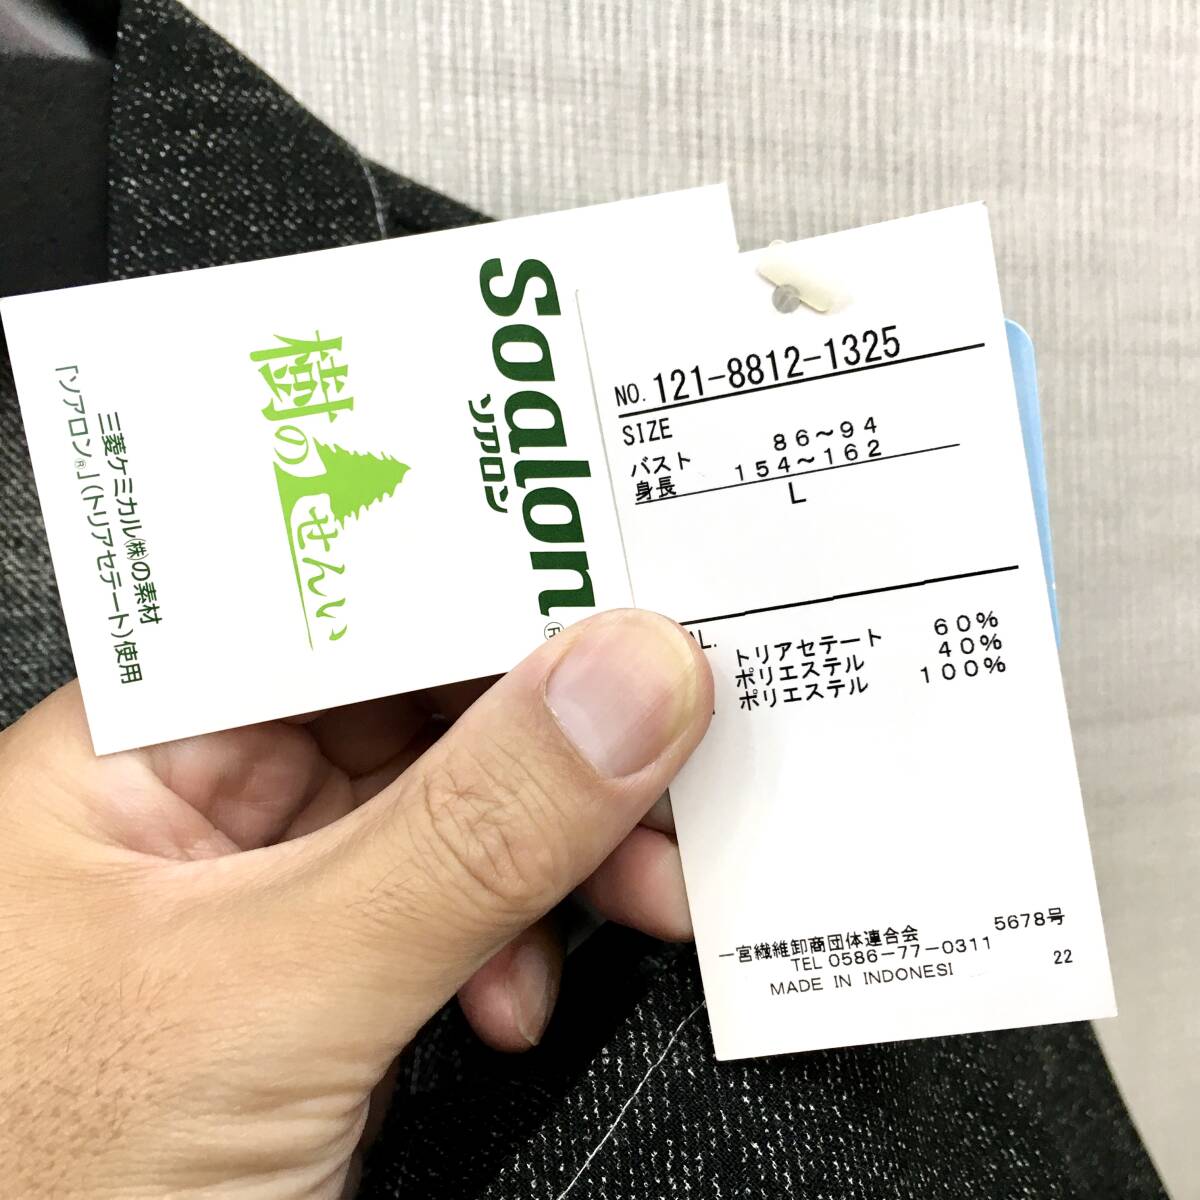 Soalon®
ソアロン
樹のせんい
三菱ケミカル㈱の素材
「ソアロン®」(トリアセテート)使用
NO. 121-8812-1325
SIZE
バスト 86～94
身長 154～162
L
トリアセテート 60%
ポリエステル 40%
ポリエステル 100%
一宮繊維卸商団体連合会 5678号
TEL 0586-77-0311
MADE IN INDONESI 22